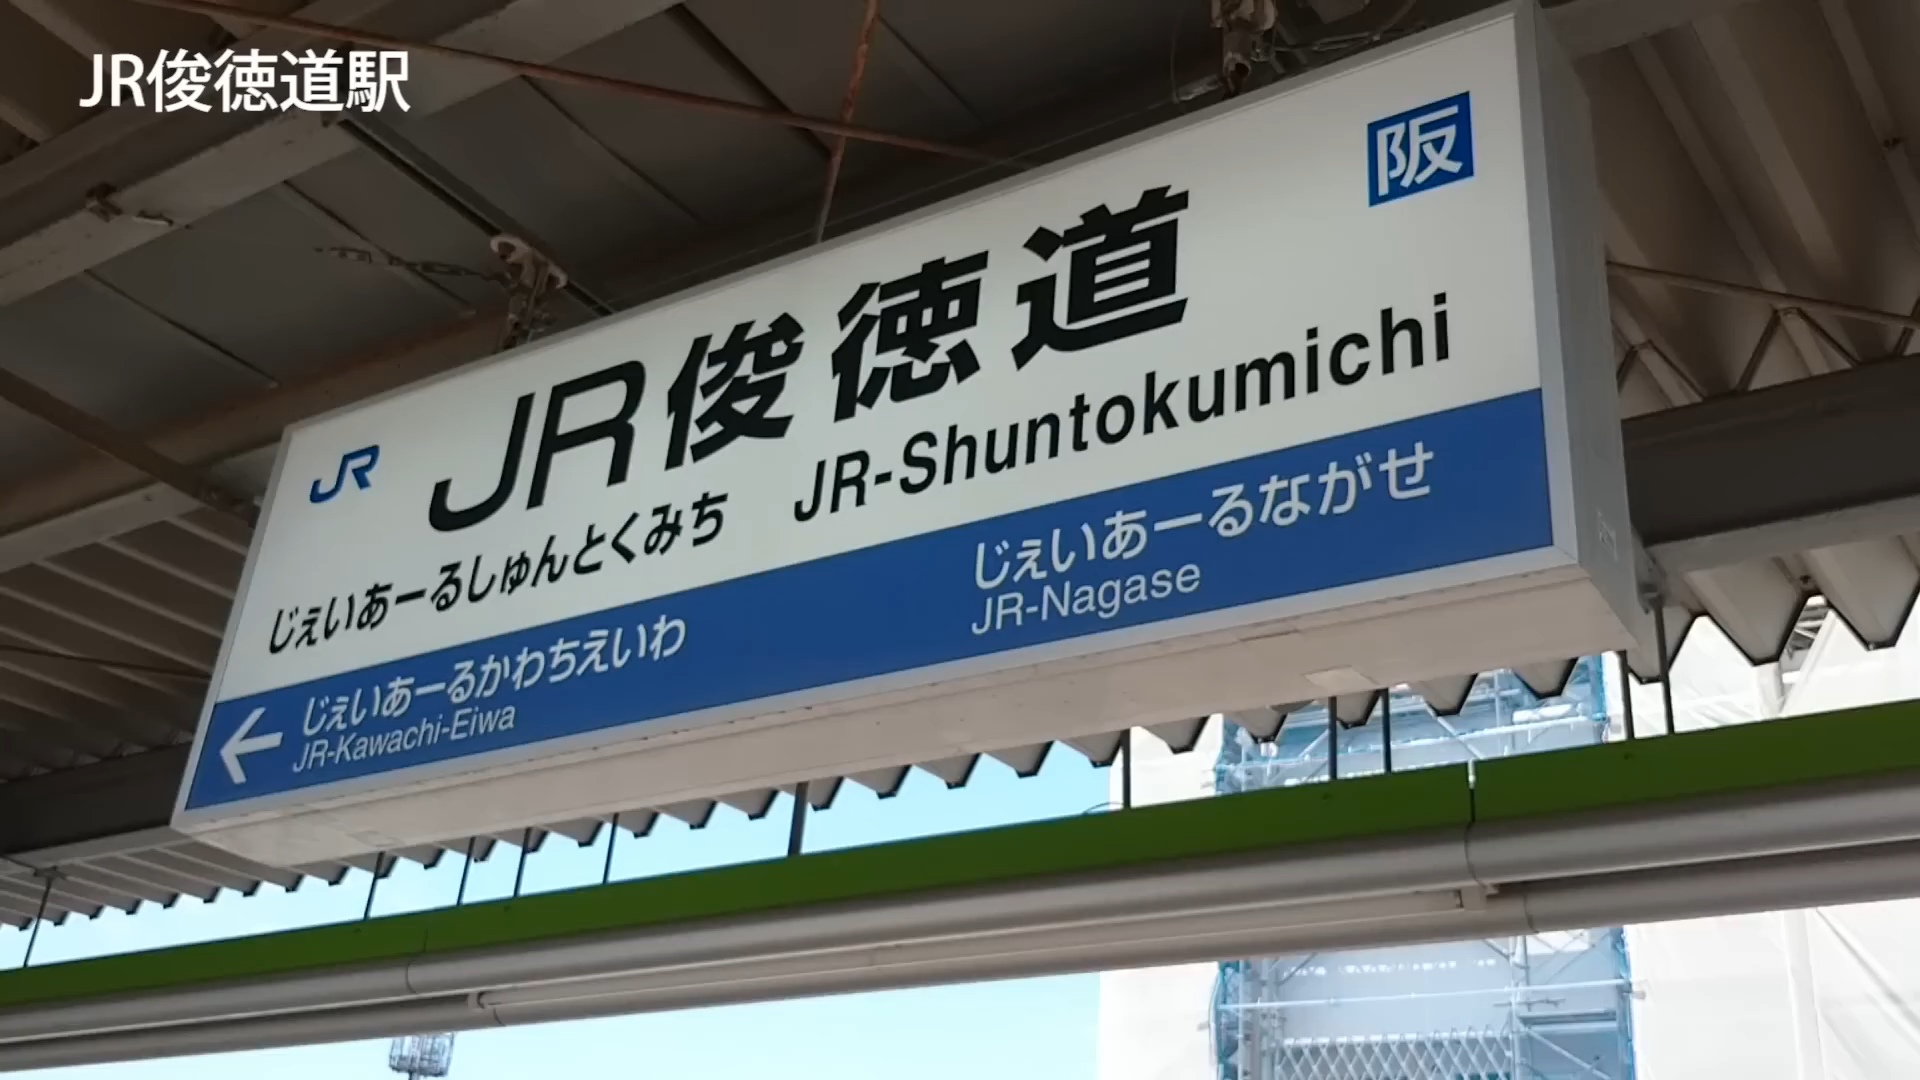 JR俊徳道駅
阪
JR
JR俊徳道
じぇいあーるしゅんとくみち JR-Shuntokumichi
じぇいあーるかわちえいわ
JR-Kawachi-Eiwa
じぇいあーるながせ
JR-Nagase